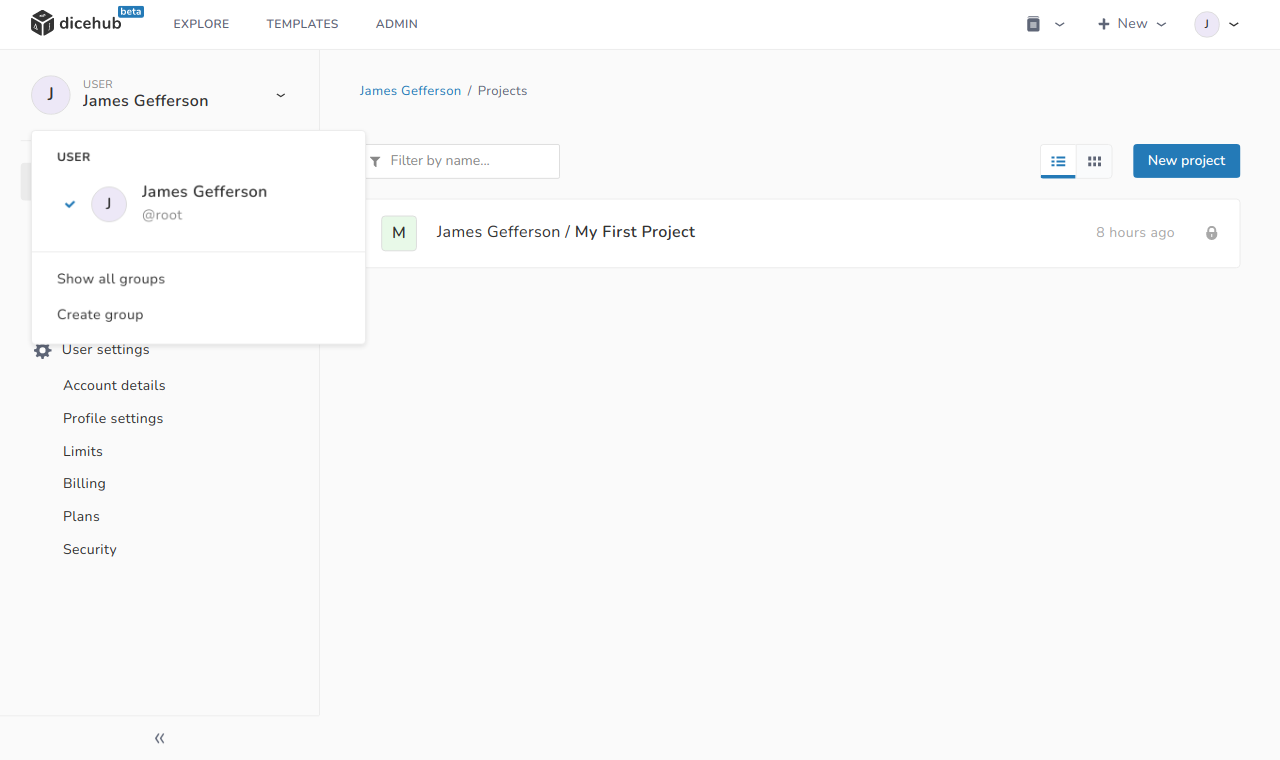 dicehub beta EXPLORE TEMPLATES ADMIN New J
J USER
James Gefferson
James Gefferson / Projects
USER
J James Gefferson
@root
Show all groups
Create group
Filter by name...
New project
M James Gefferson / My First Project 8 hours ago
User settings
Account details
Profile settings
Limits
Billing
Plans
Security